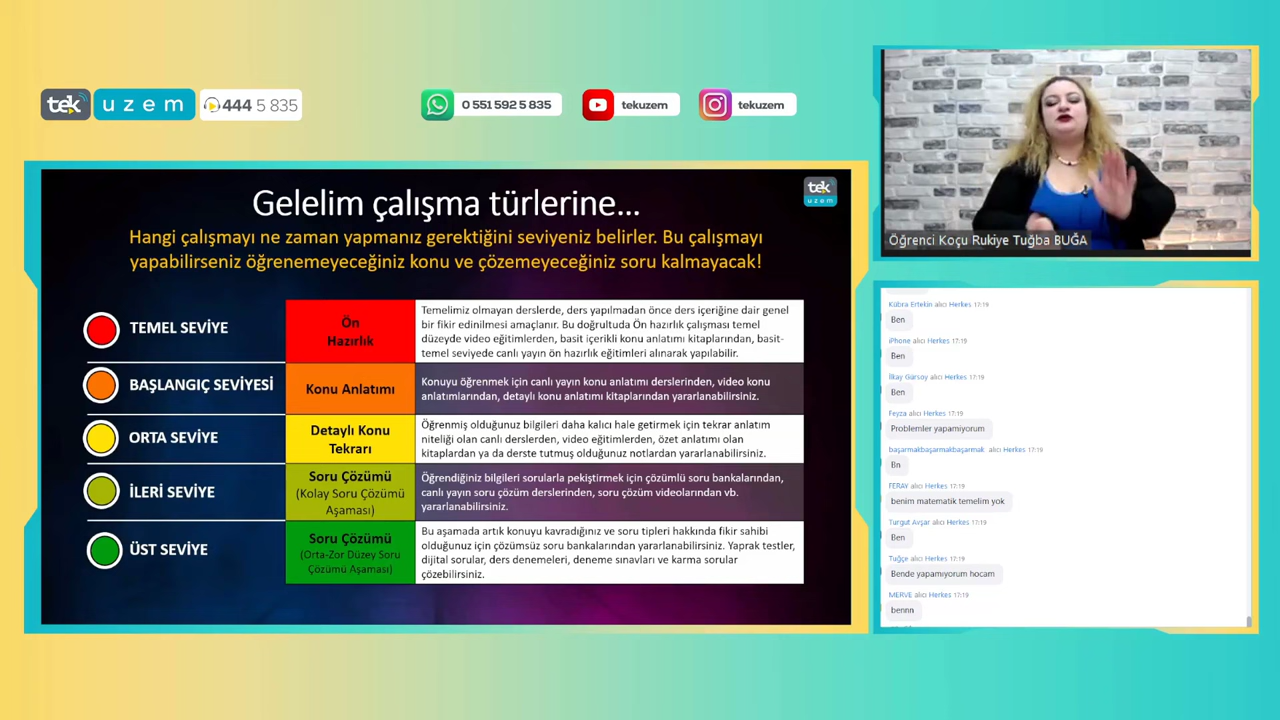 tek uzem 444 5 835
0 551 592 5 835
tekuzem
tekuzem
tek
uzem
Gelelim çalışma türlerine...
Hangi çalışmayı ne zaman yapmanız gerektiğini seviyeniz belirler. Bu çalışmayı
yapabilirseniz öğrenemeyeceğiniz konu ve çözemeyeceğiniz soru kalmayacak!
TEMEL SEVİYE
Ön
Hazırlık
Temelimiz olmayan derslerde, ders yapılmadan önce ders içeriğine dair genel
bir fikir edinilmesi amaçlanır. Bu doğrultuda Ön hazırlık çalışması temel
düzeyde video eğitimlerden, basit içerikli konu anlatımı kitaplarından, basit-
temel seviyede canlı yayın ön hazırlık eğitimleri alınarak yapılabilir.
BAŞLANGIÇ SEVİYESİ
Konu Anlatımı
Konuyu öğrenmek için canlı yayın konu anlatımı derslerinden, video konu
anlatımlarından, detaylı konu anlatımı kitaplarından yararlanabilirsiniz.
ORTA SEVİYE
Detaylı Konu
Tekrarı
Öğrenmiş olduğunuz bilgileri daha kalıcı hale getirmek için tekrar anlatım
niteliği olan canlı derslerden, video eğitimlerden, özet anlatımı olan
kitaplardan ya da derste tutmuş olduğunuz notlardan yararlanabilirsiniz.
İLERİ SEVİYE
Soru Çözümü
(Kolay Soru Çözümü
Aşaması)
Öğrendiğiniz bilgileri sorularla pekiştirmek için çözümlü soru bankalarından,
canlı yayın soru çözüm derslerinden, soru çözüm videolarından vb.
yararlanabilirsiniz.
ÜST SEVİYE
Soru Çözümü
(Orta-Zor Düzey Soru
Çözümü Aşaması)
Bu aşamada artık konuyu kavradığınız ve soru tipleri hakkında fikir sahibi
olduğunuz için çözümsüz soru bankalarından yararlanabilirsiniz. Yaprak testler,
dijital sorular, ders denemeleri, deneme sınavları ve karma sorular
çözebilirsiniz.
Öğrenci Koçu Rukiye Tuğba BUĞA
Kübra Ertekin alıcı Herkes 17:19
Ben
iPhone alıcı Herkes 17:19
Ben
İlkay Gürsoy alıcı Herkes 17:19
Ben
Feyza alıcı Herkes 17:19
Problemler yapamıyorum
başarmakbaşarmakbaşarmak alıcı Herkes 17:19
Bn
FERAY alıcı Herkes 17:19
benim matematik temelim yok
Turgut Avşar alıcı Herkes 17:19
Ben
Tuğçe alıcı Herkes 17:19
Bende yapamıyorum hocam
MERVE alıcı Herkes 17:19
bennn